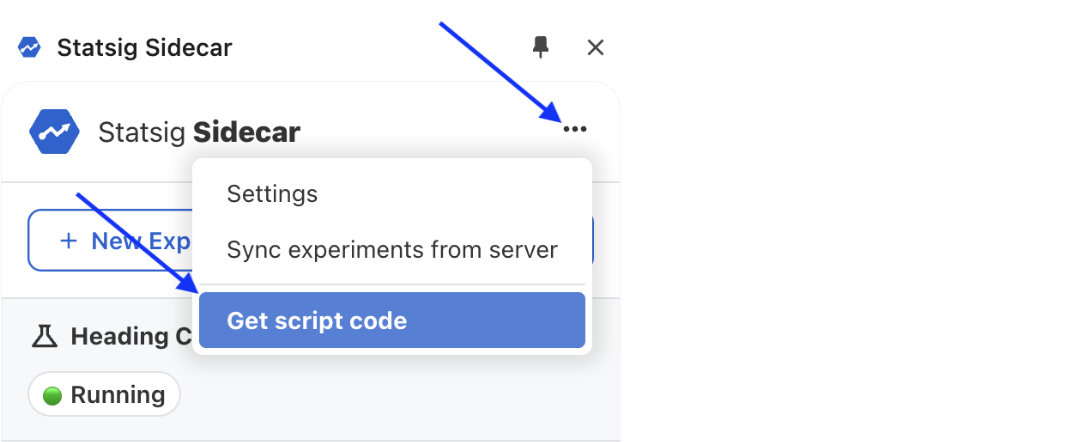 Statsig Sidecar
Statsig Sidecar
Settings
Sync experiments from server
+ New Exp
Get script code
Heading C
Running